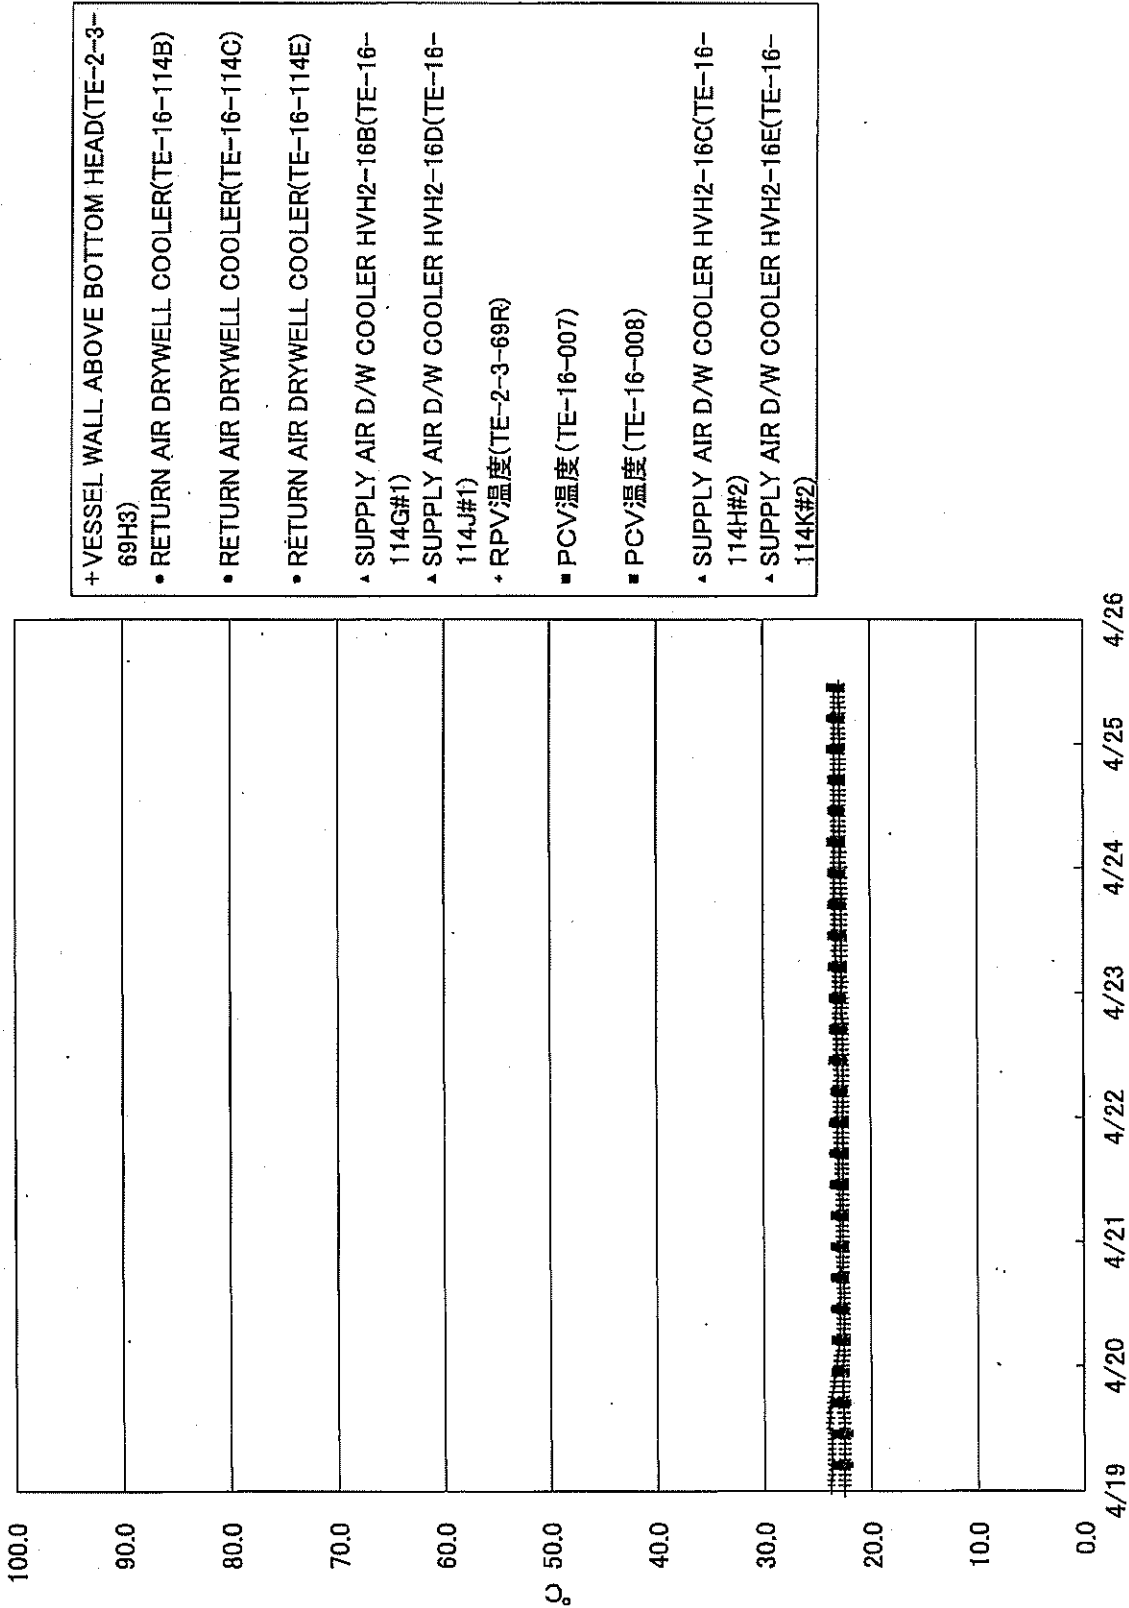 100.0
90.0
80.0
70.0
60.0
50.0
40.0
30.0
20.0
10.0
0.0
℃
4/19
4/20
4/21
4/22
4/23
4/24
4/25
4/26
+VESSEL WALL ABOVE BOTTOM HEAD(TE-2-3-
69H3)
RETURN AIR DRYWELL COOLER(TE-16-114B)
RETURN AIR DRYWELL COOLER(TE-16-114C)
RETURN AIR DRYWELL COOLER(TE-16-114E)
SUPPLY AIR D/W COOLER HVH2-16B(TE-16-
114G#1)
SUPPLY AIR D/W COOLER HVH2-16D(TE-16-
114J#1)
RPV温度(TE-2-3-69R)
PCV温度(TE-16-007)
PCV温度(TE-16-008)
SUPPLY AIR D/W COOLER HVH2-16C(TE-16-
114H#2)
SUPPLY AIR D/W COOLER HVH2-16E(TE-16-
114K#2)